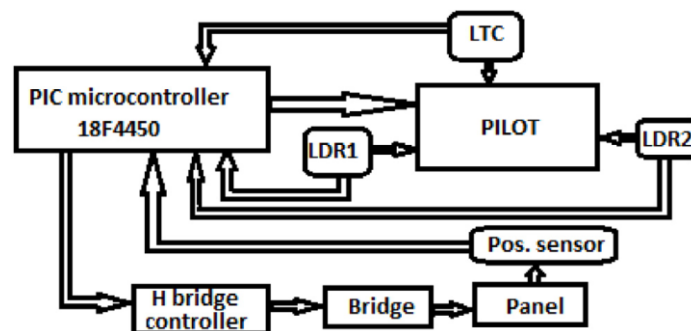 LTC
PIC microcontroller
18F4450
PILOT
LDR1
LDR2
Pos. sensor
H bridge
controller
Bridge
Panel